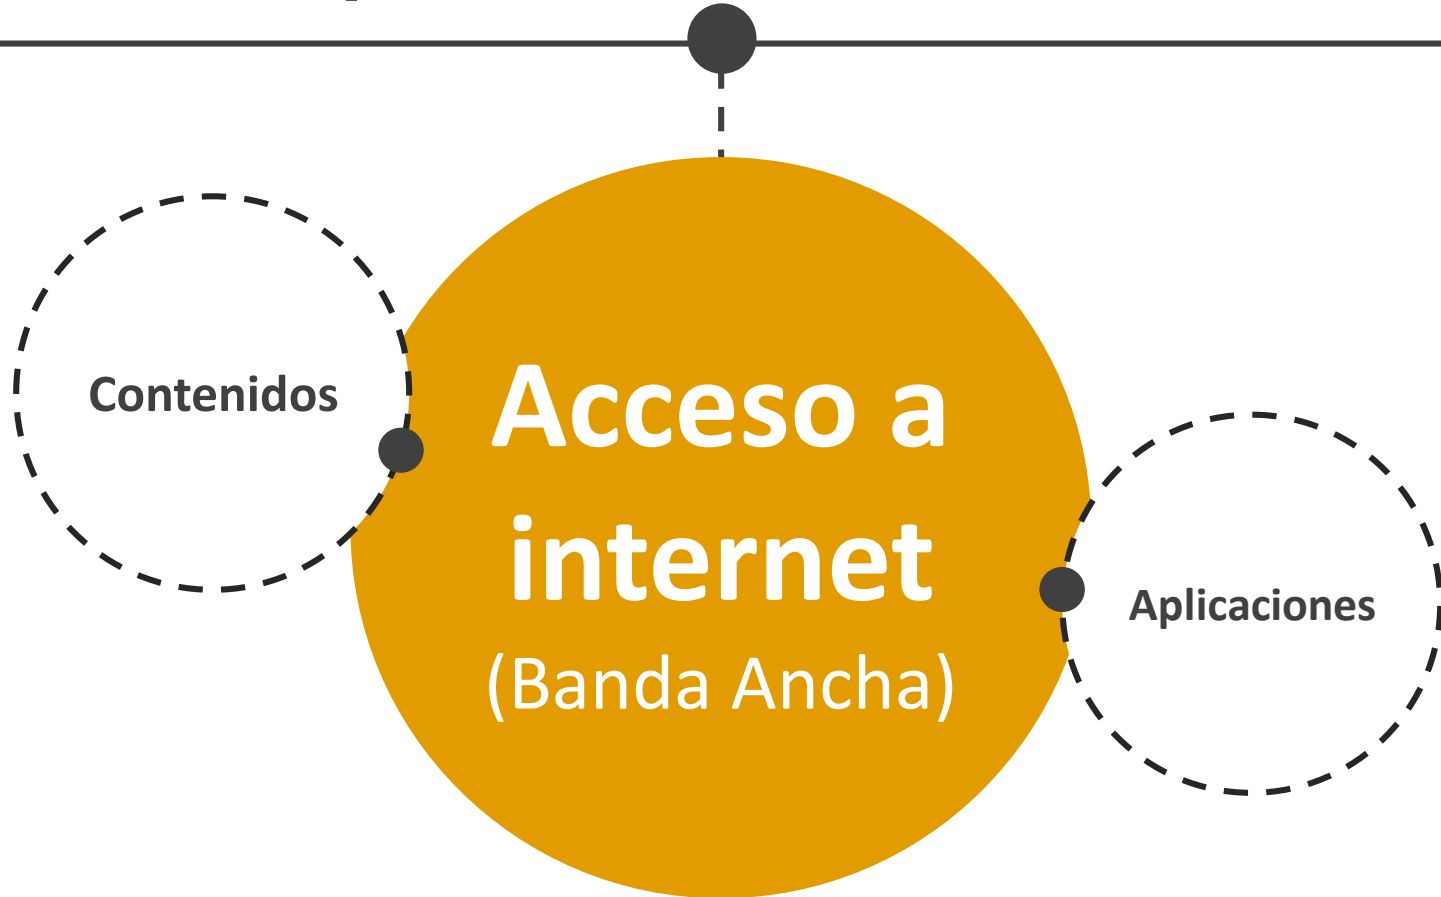 Contenidos
Acceso a
internet
(Banda Ancha)
Aplicaciones